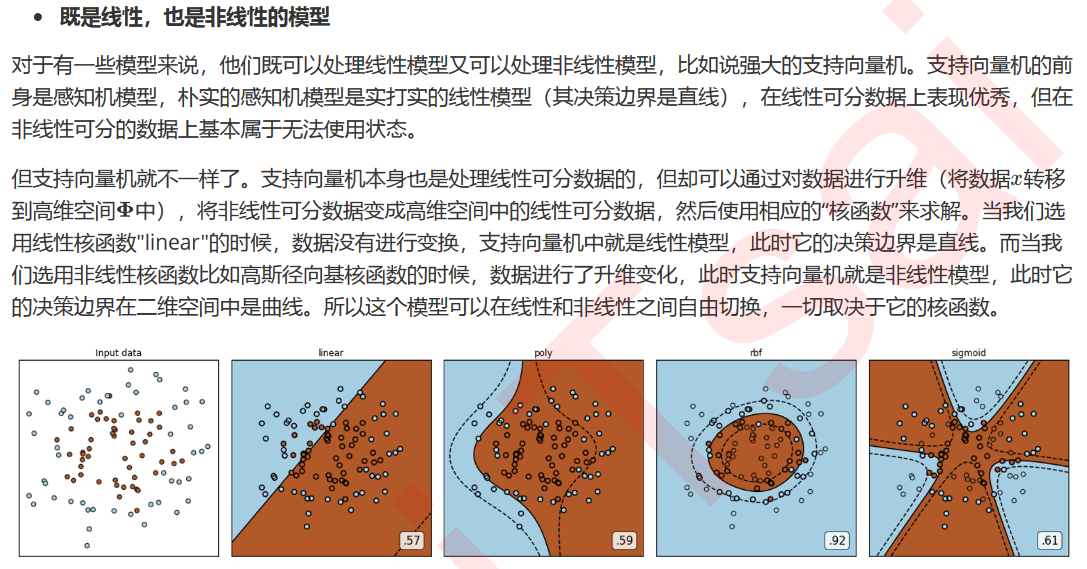 • 既是线性，也是非线性的模型
对于有一些模型来说，他们既可以处理线性模型又可以处理非线性模型，比如说强大的支持向量机。支持向量机的前
身是感知机模型，朴实的感知机模型是实打实的线性模型（其决策边界是直线），在线性可分数据上表现优秀，但在
非线性可分的数据上基本属于无法使用状态。
但支持向量机就不一样了。支持向量机本身也是处理线性可分数据的，但却可以通过对数据进行升维（将数据x转移
到高维空间Φ中），将非线性可分数据变成高维空间中的线性可分数据，然后使用相应的“核函数”来求解。当我们选
用线性核函数"linear"的时候，数据没有进行变换，支持向量机中就是线性模型，此时它的决策边界是直线。而当我
们选用非线性核函数比如高斯径向基核函数的时候，数据进行了升维变化，此时支持向量机就是非线性模型，此时它
的决策边界在二维空间中是曲线。所以这个模型可以在线性和非线性之间自由切换，一切取决于它的核函数。
Input data linear poly rbf sigmoid
.57 .59 .92 .61
Tsai